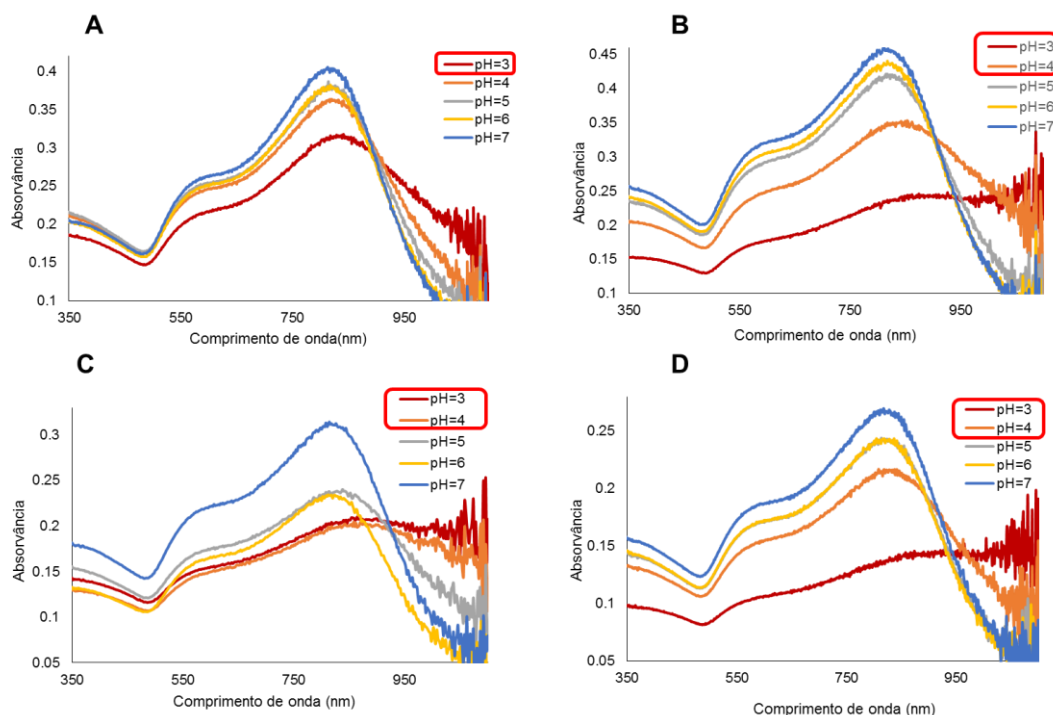 A
Absorvância
0.4
0.35
0.3
0.25
0.2
0.15
0.1
350
550
750
950
Comprimento de onda(nm)
pH=3
pH=4
pH=5
pH=6
pH=7
B
Absorvância
0.45
0.4
0.35
0.3
0.25
0.2
0.15
0.1
350
550
750
950
Comprimento de onda (nm)
pH=3
pH=4
pH=5
pH=6
pH=7
C
Absorvância
0.3
0.25
0.2
0.15
0.1
0.05
350
550
750
950
Comprimento de onda (nm)
pH=3
pH=4
pH=5
pH=6
pH=7
D
Absorvância
0.25
0.2
0.15
0.1
0.05
350
550
750
950
Comprimento de onda (nm)
pH=3
pH=4
pH=5
pH=6
pH=7